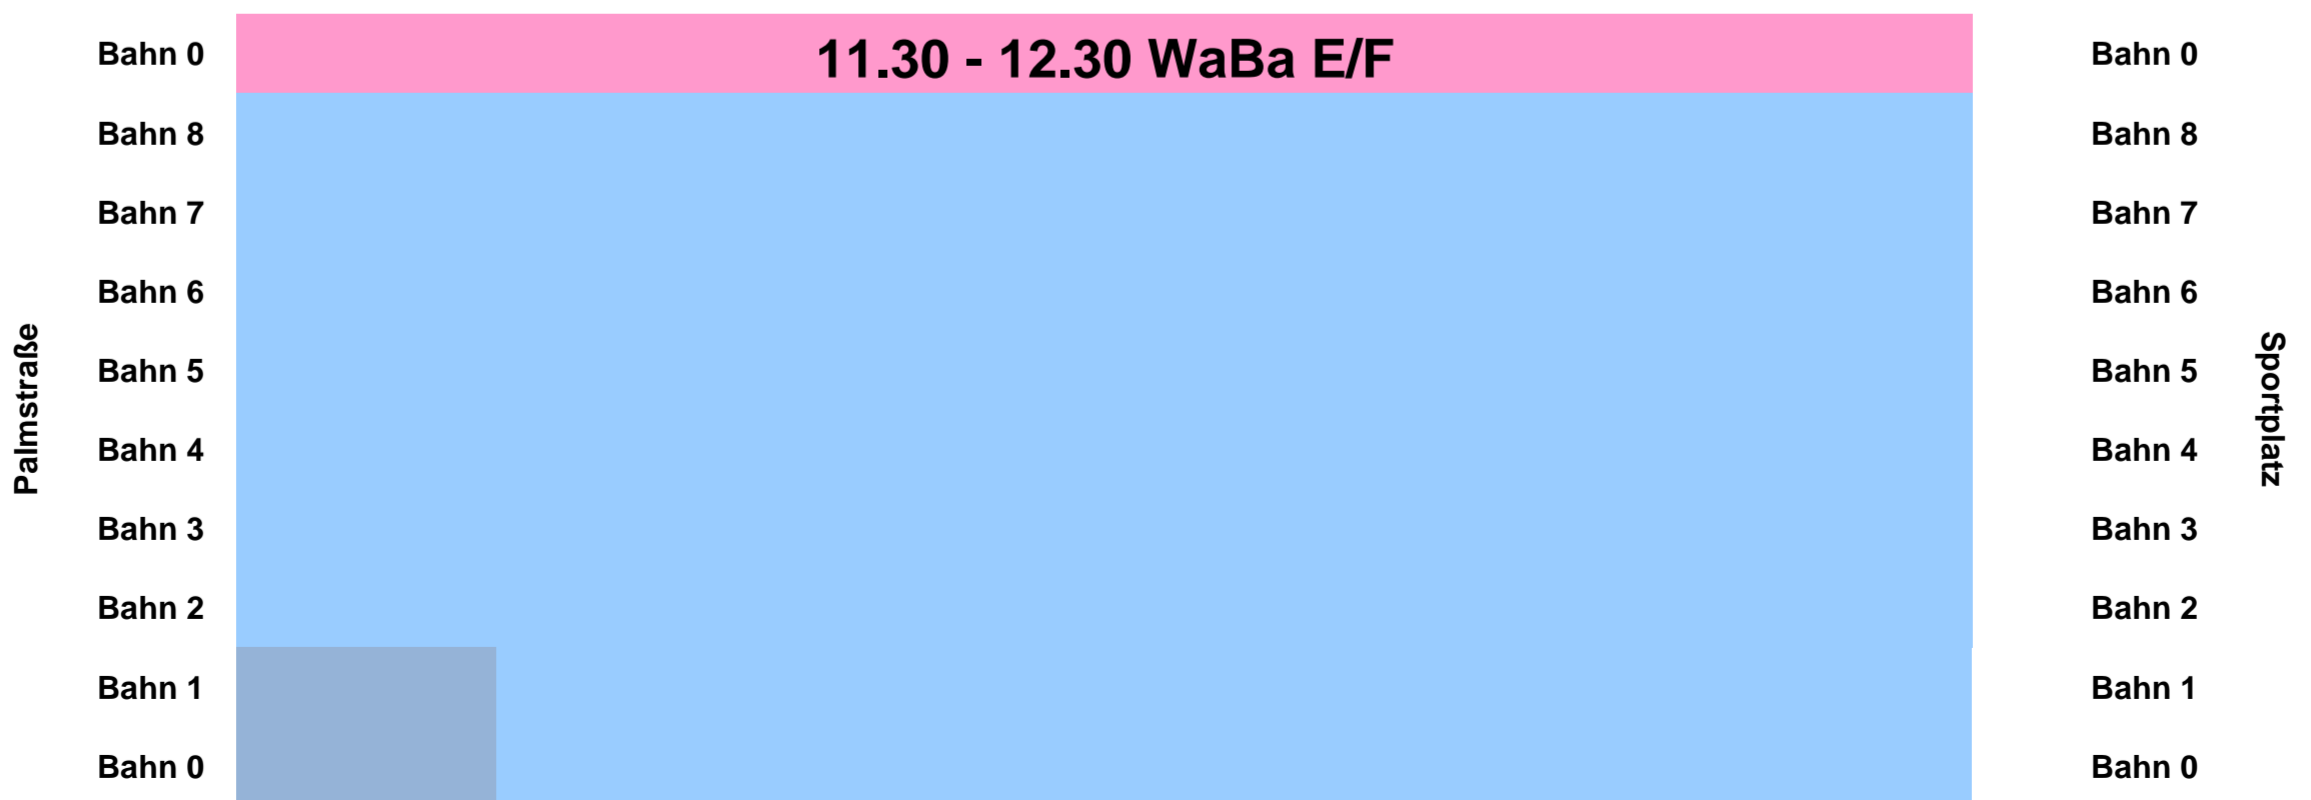 Bahn 0 11.30 - 12.30 WaBa E/F Bahn 0
Bahn 8 Bahn 8
Bahn 7 Bahn 7
Bahn 6 Bahn 6
Bahn 5 Bahn 5
Bahn 4 Bahn 4
Bahn 3 Bahn 3
Bahn 2 Bahn 2
Bahn 1 Bahn 1
Bahn 0 Bahn 0
Palmstraße
Sportplatz